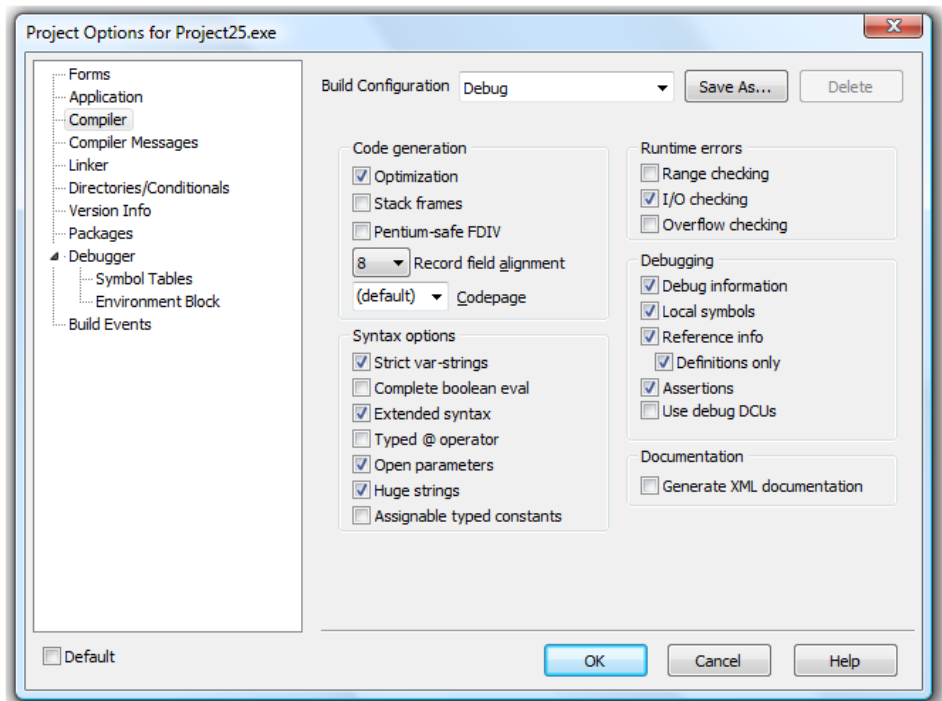 Project Options for Project25.exe
Forms
Application
Compiler
Compiler Messages
Linker
Directories/Conditionals
Version Info
Packages
Debugger
Symbol Tables
Environment Block
Build Events
Default
Build Configuration Debug Save As... Delete
Code generation
Optimization
Stack frames
Pentium-safe FDIV
8 Record field alignment
(default) Codepage
Syntax options
Strict var-strings
Complete boolean eval
Extended syntax
Typed @ operator
Open parameters
Huge strings
Assignable typed constants
Runtime errors
Range checking
I/O checking
Overflow checking
Debugging
Debug information
Local symbols
Reference info
Definitions only
Assertions
Use debug DCUs
Documentation
Generate XML documentation
OK Cancel Help